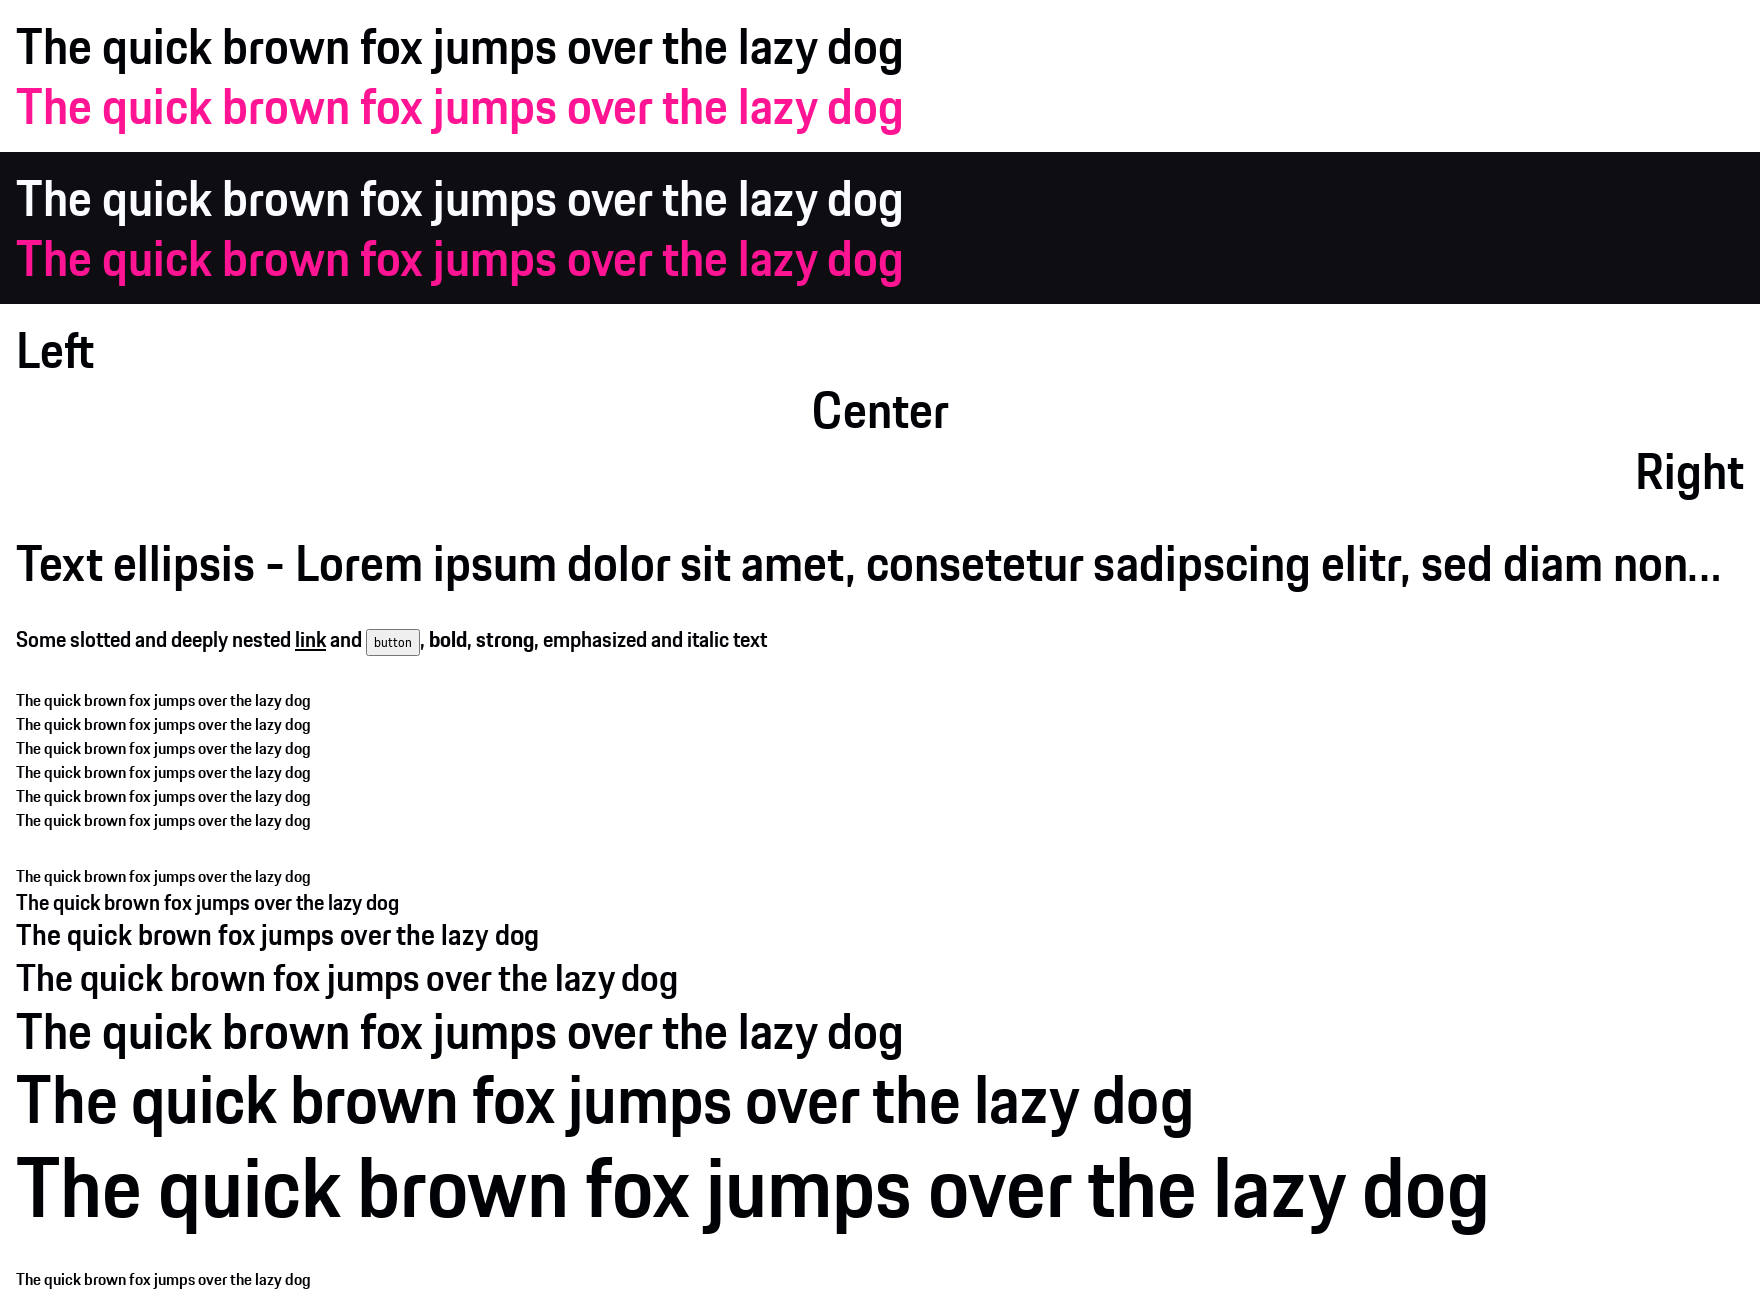 The quick brown fox jumps over the lazy dog
The quick brown fox jumps over the lazy dog
The quick brown fox jumps over the lazy dog
The quick brown fox jumps over the lazy dog
Left
Center
Right
Text ellipsis - Lorem ipsum dolor sit amet, consetetur sadipscing elitr, sed diam non...
Some slotted and deeply nested link and button, bold, strong, emphasized and italic text
The quick brown fox jumps over the lazy dog
The quick brown fox jumps over the lazy dog
The quick brown fox jumps over the lazy dog
The quick brown fox jumps over the lazy dog
The quick brown fox jumps over the lazy dog
The quick brown fox jumps over the lazy dog
The quick brown fox jumps over the lazy dog
The quick brown fox jumps over the lazy dog
The quick brown fox jumps over the lazy dog
The quick brown fox jumps over the lazy dog
The quick brown fox jumps over the lazy dog
The quick brown fox jumps over the lazy dog
The quick brown fox jumps over the lazy dog
The quick brown fox jumps over the lazy dog